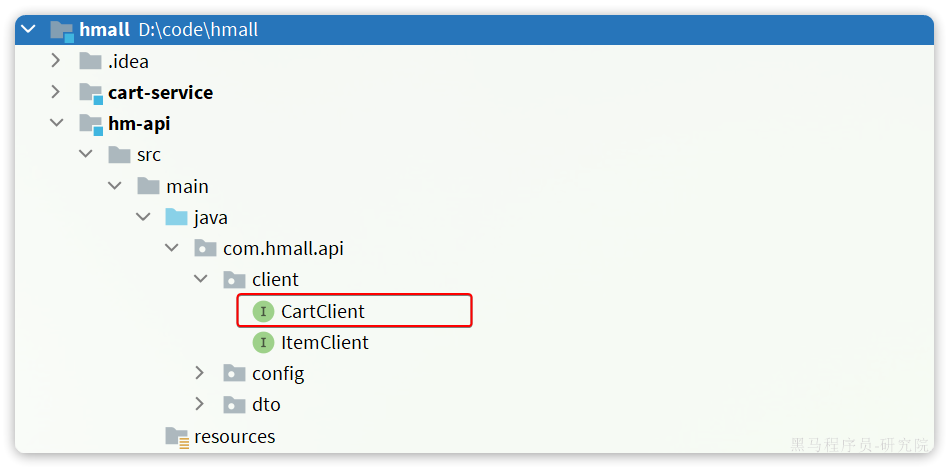 hmall D:\code\hmall
.idea
cart-service
hm-api
src
main
java
com.hmall.api
client
I CartClient
I ItemClient
config
dto
resources
黑马程序员-研究院